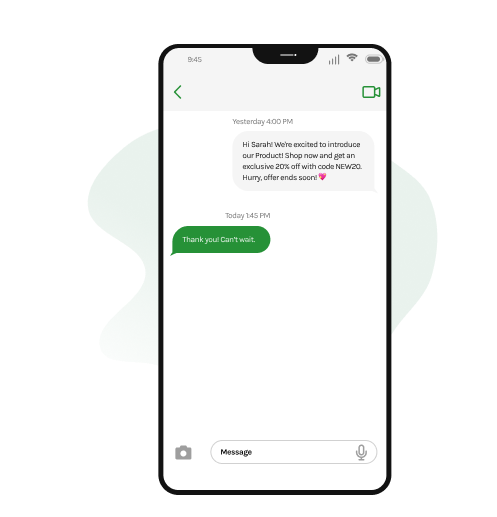 9:45
Yesterday 4:00 PM
Hi Sarah! We're excited to introduce
our Product! Shop now and get an
exclusive 20% off with code NEW20.
Hurry, offer ends soon! 💖
Today 1:45 PM
Thank you! Can't wait.
Message